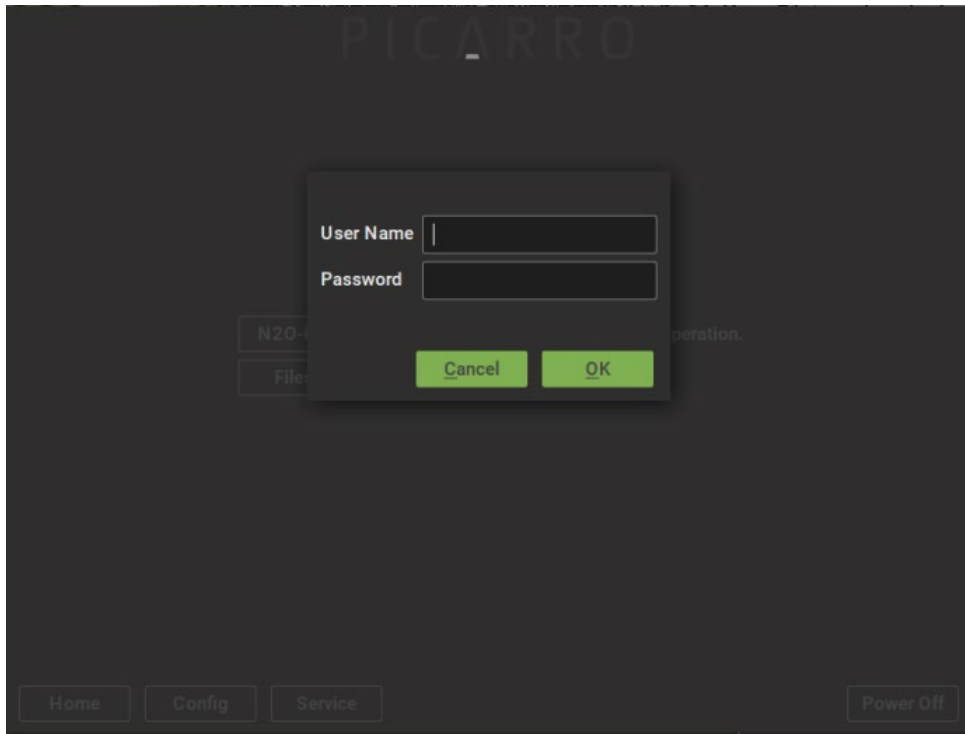 PICARRO
User Name
Password
N2O-
peration.
Cancel OK
File
Home Config Service Power Off